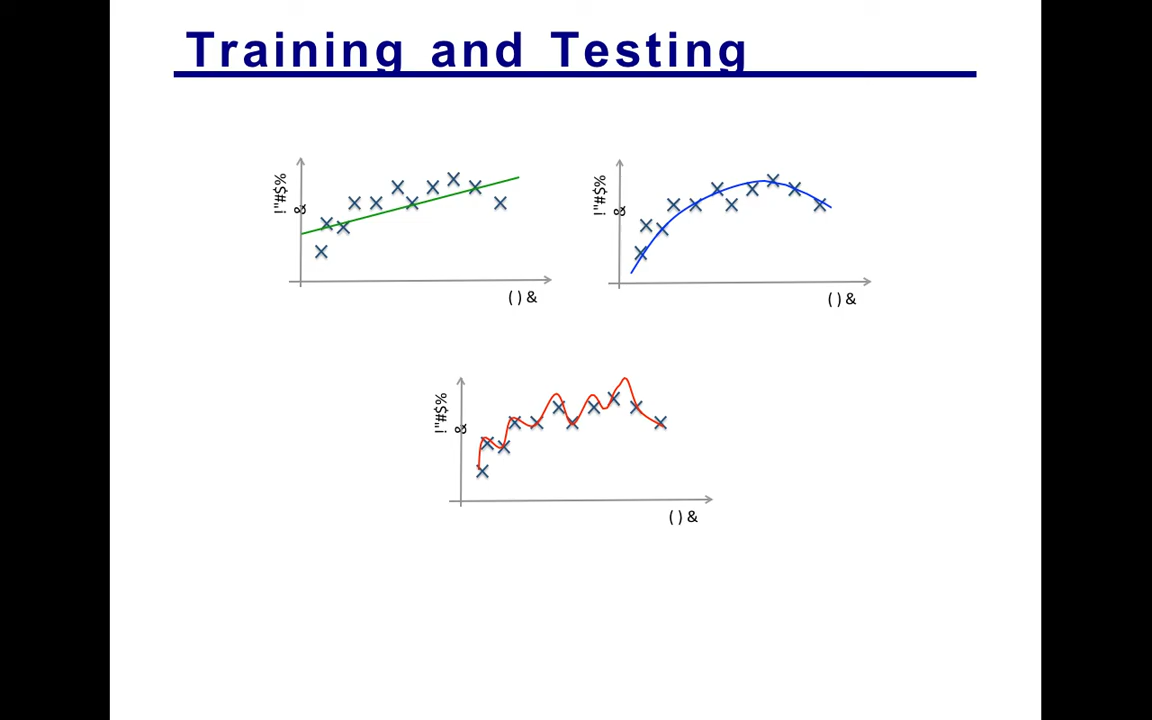 Training and Testing
%$#"¡
&
( ) &
%$#"¡
&
( ) &
%$#"¡
&
( ) &